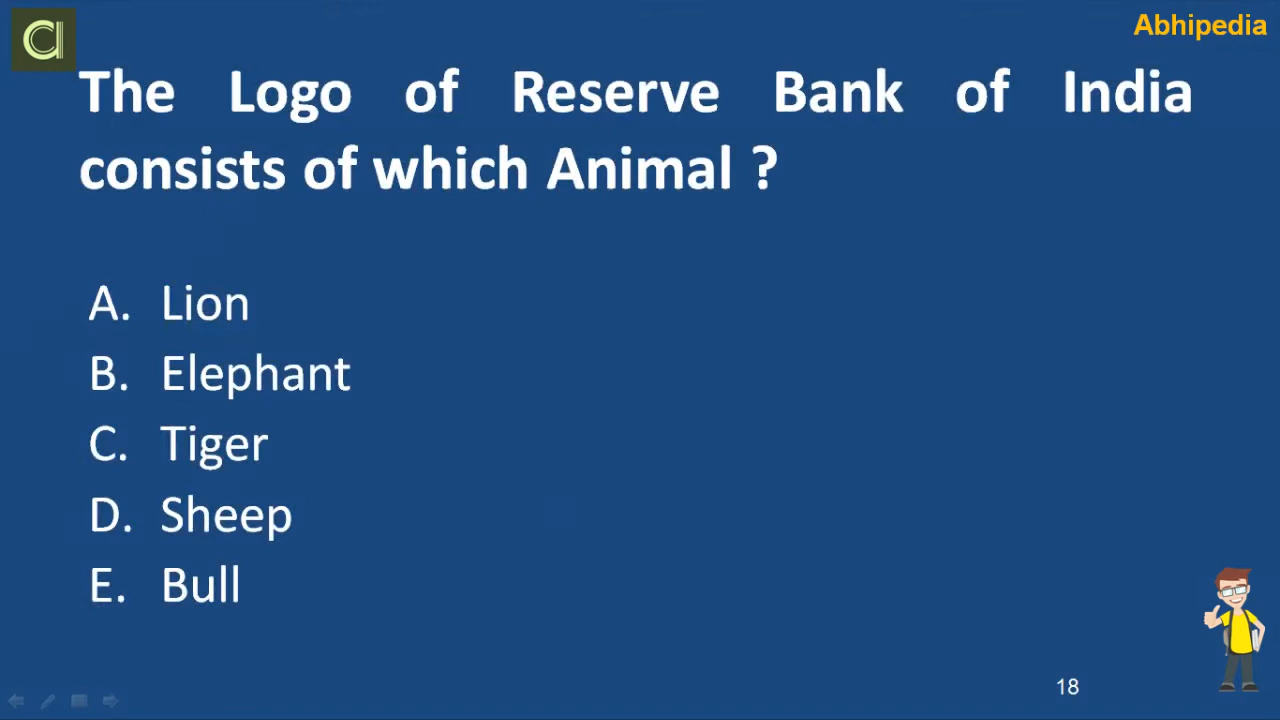 Abhipedia
The Logo of Reserve Bank of India
consists of which Animal ?
A. Lion
B. Elephant
C. Tiger
D. Sheep
E. Bull
18